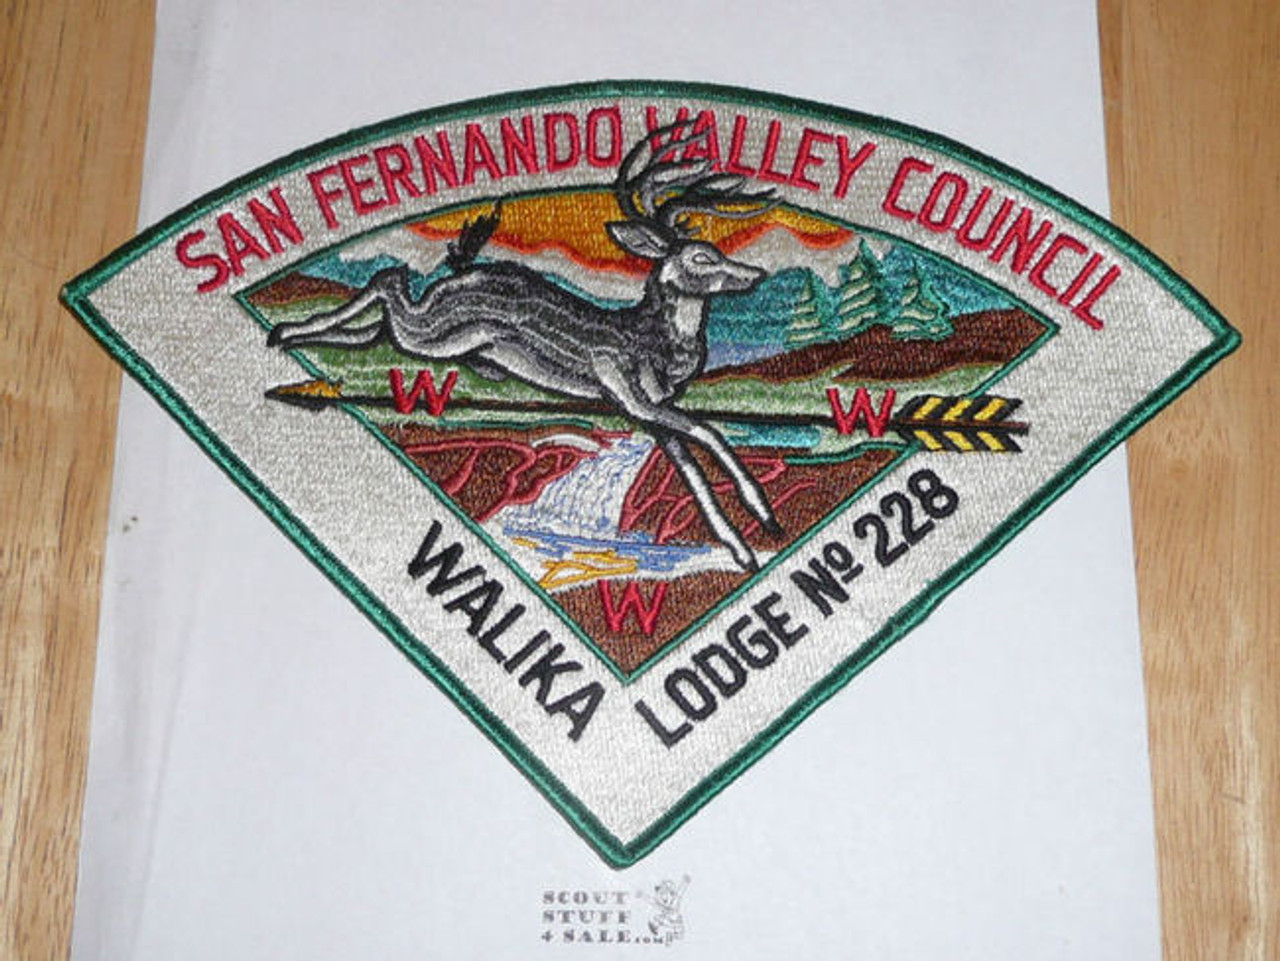 SAN FERNANDO VALLEY COUNCIL
W W
W
WALIKA LODGE Nº 228
SCOUT
STUFF
4 SALE.COM